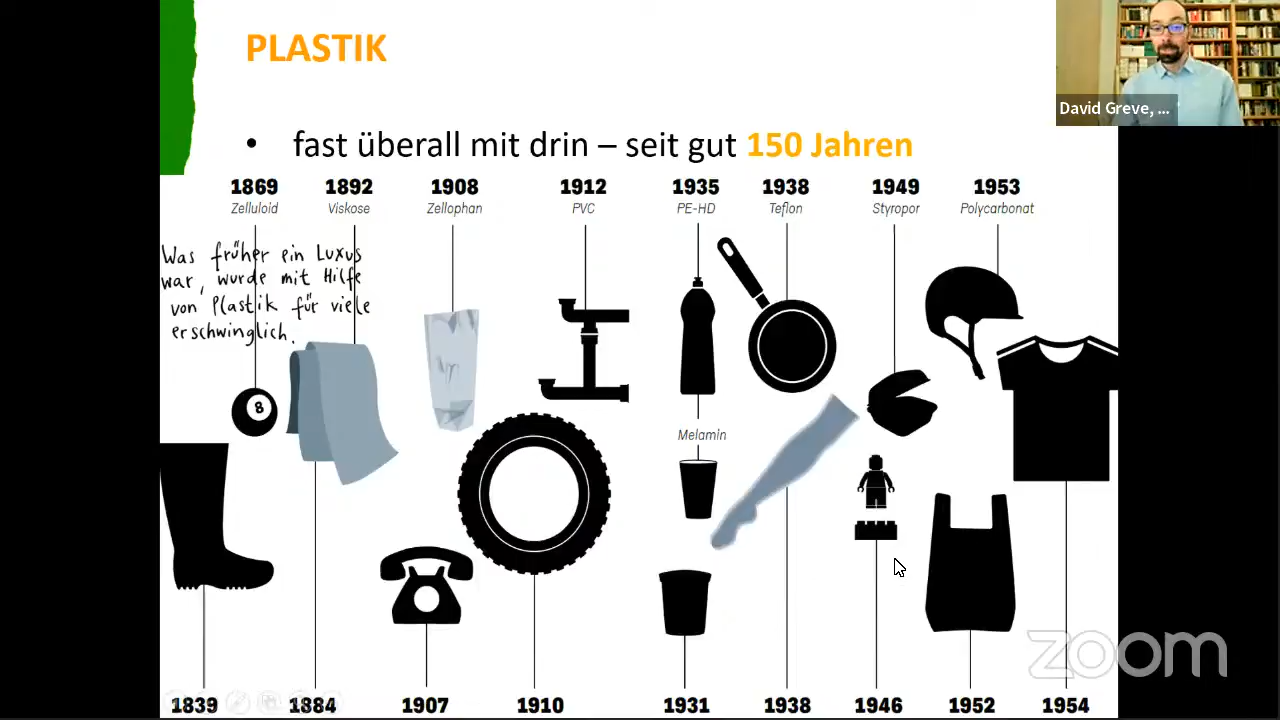 PLASTIK
David Greve, ...
• fast überall mit drin – seit gut 150 Jahren
1869 1892 1908 1912 1935 1938 1949 1953
Zelluloid Viskose Zellophan PVC PE-HD Teflon Styropor Polycarbonat
Was früher ein Luxus
war, wurde mit Hilfe
von Plastik für viele
erschwinglich.
8
Melamin
zoom
1839 1884 1907 1910 1931 1938 1946 1952 1954